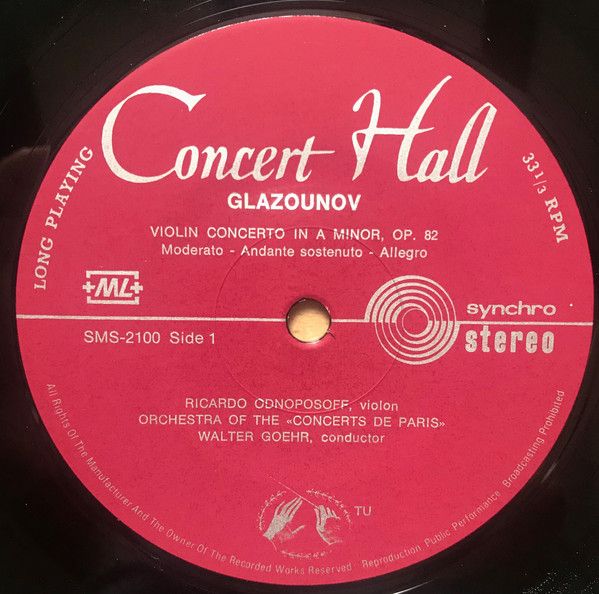 LONG PLAYING
Concert Hall
33 1/3 RPM
GLAZOUNOV
VIOLIN CONCERTO IN A MINOR, OP. 82
Moderato - Andante sostenuto - Allegro
+ML+
synchro
stereo
SMS-2100 Side 1
RICARDO ODNOPOSOFF, violon
ORCHESTRA OF THE «CONCERTS DE PARIS»
WALTER GOEHR, conductor
TU
All Rights Of The Manufacturer And The Owner Of The Recorded Works Reserved - Reproduction Public Performance - Broadcasting Prohibited